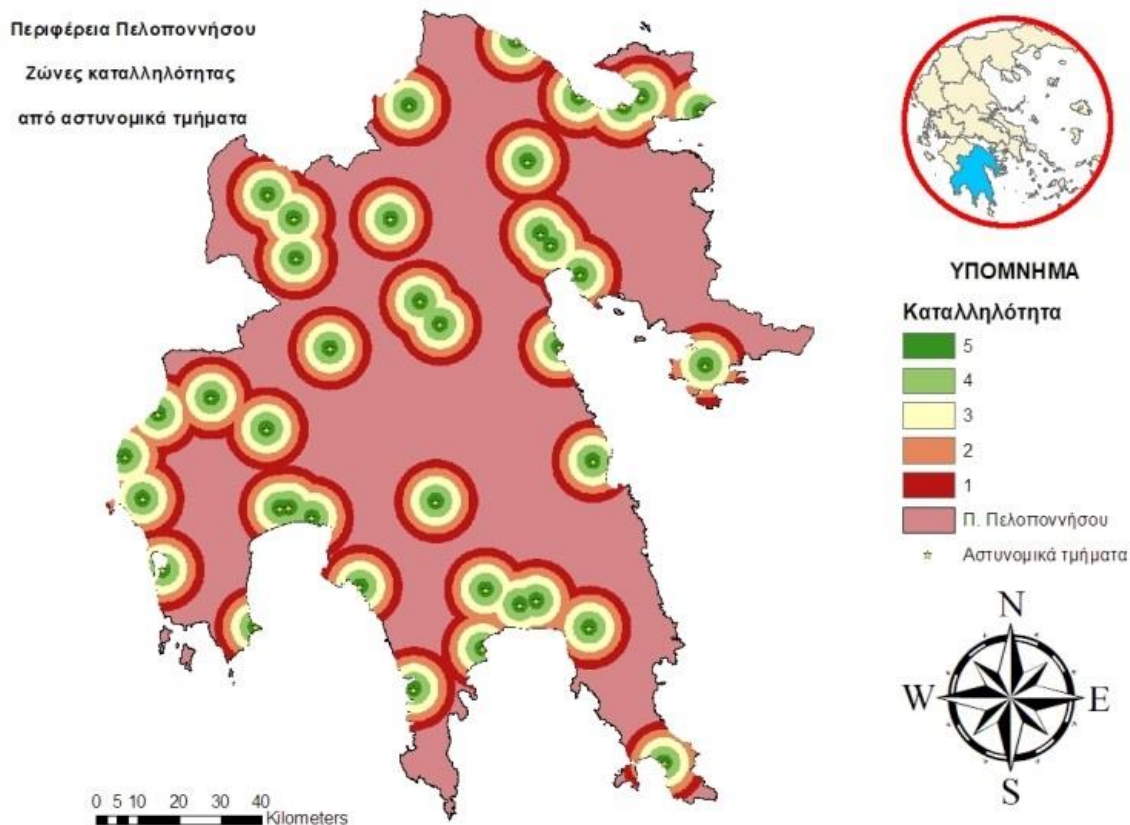 Περιφέρεια Πελοποννήσου
Ζώνες καταλληλότητας
από αστυνομικά τμήματα
ΥΠΟΜΝΗΜΑ
Καταλληλότητα
5
4
3
2
1
Π. Πελοποννήσου
Αστυνομικά τμήματα
N
W
E
S
0 5 10 20 30 40
Kilometers